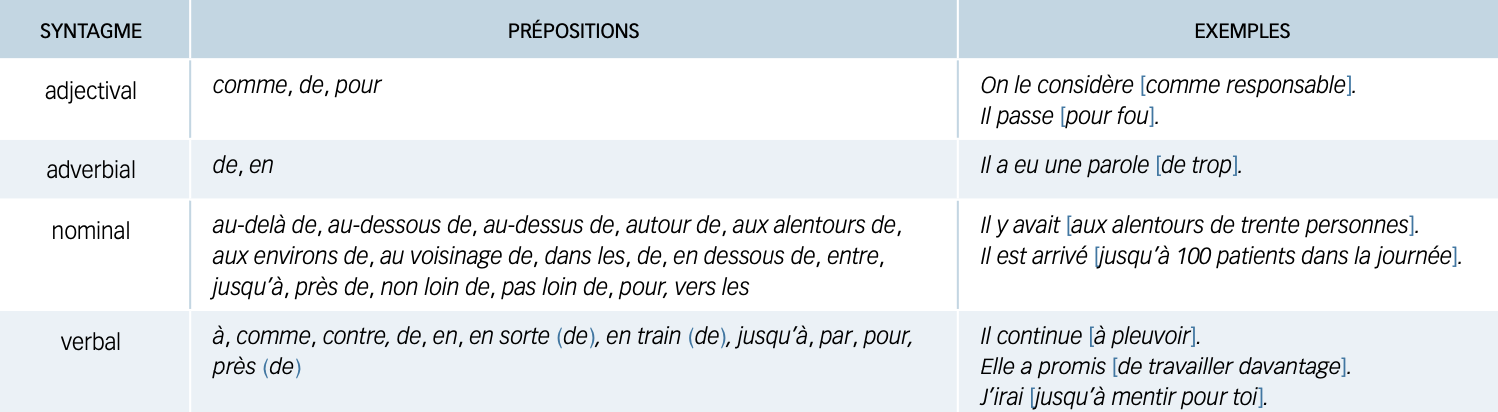 SYNTAGME PRÉPOSITIONS EXEMPLES
adjectival comme, de, pour On le considère [comme responsable].
Il passe [pour fou].
adverbial de, en Il a eu une parole [de trop].
nominal au-delà de, au-dessous de, au-dessus de, autour de, aux alentours de, Il y avait [aux alentours de trente personnes].
aux environs de, au voisinage de, dans les, de, en dessous de, entre, Il est arrivé [jusqu’à 100 patients dans la journée].
jusqu’à, près de, non loin de, pas loin de, pour, vers les
verbal à, comme, contre, de, en, en sorte (de), en train (de), jusqu’à, par, pour, Il continue [à pleuvoir].
près (de) Elle a promis [de travailler davantage].
J’irai [jusqu’à mentir pour toi].